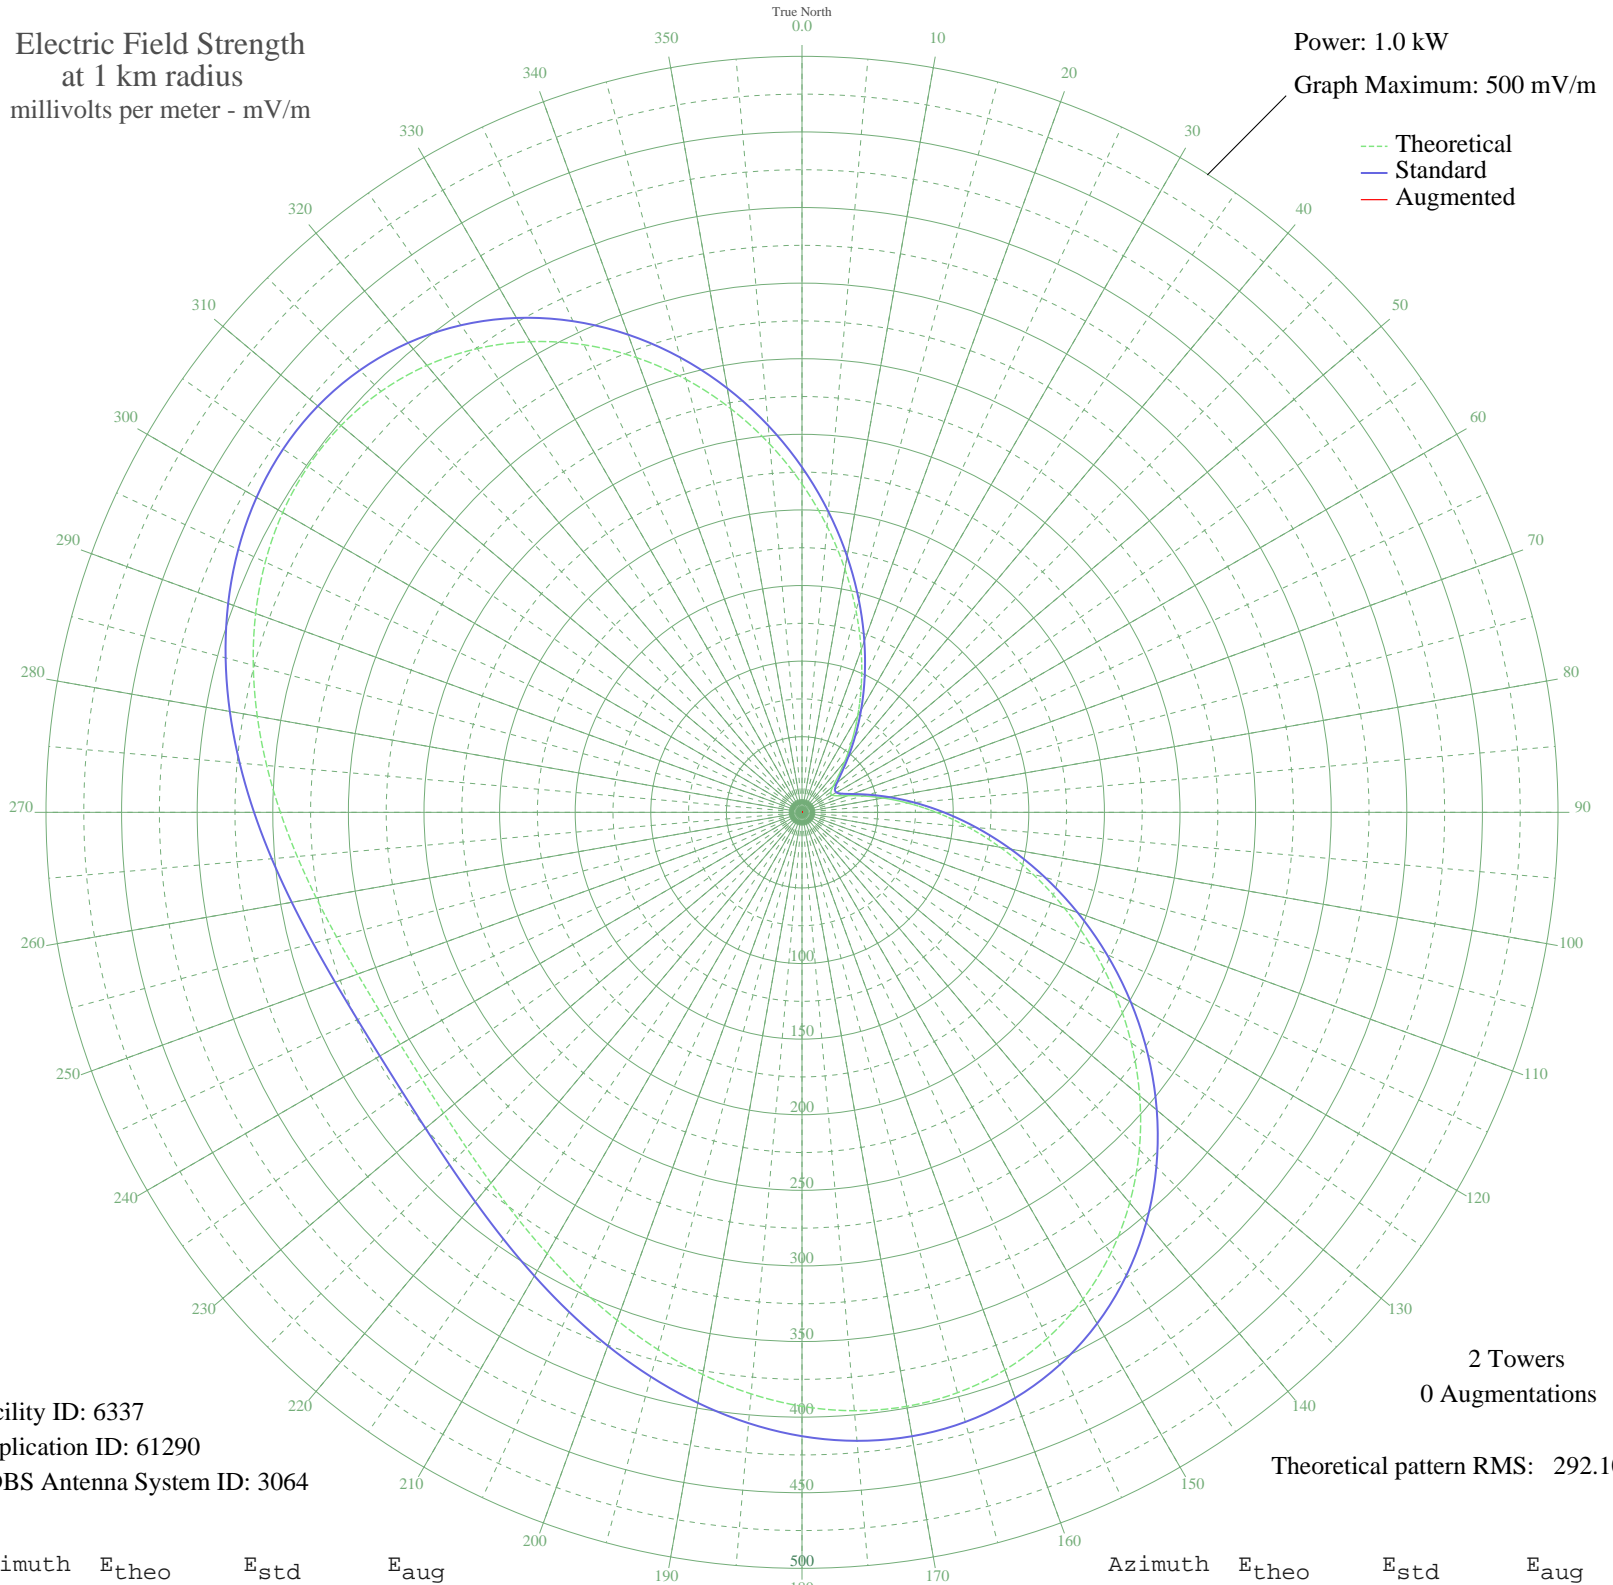 True North
0.0
Electric Field Strength
at 1 km radius
millivolts per meter - mV/m
Power: 1.0 kW
Graph Maximum: 500 mV/m
Theoretical
Standard
Augmented
10
20
30
40
50
60
70
80
90
100
110
120
130
140
150
160
170
190
200
210
220
230
240
250
260
270
280
290
300
310
320
330
340
350
100
150
200
250
300
350
400
450
500
2 Towers
0 Augmentations
Theoretical pattern RMS: 292.1
cility ID: 6337
plication ID: 61290
DBS Antenna System ID: 3064
imuth Etheo Estd Eaug
Azimuth Etheo Estd Eaug